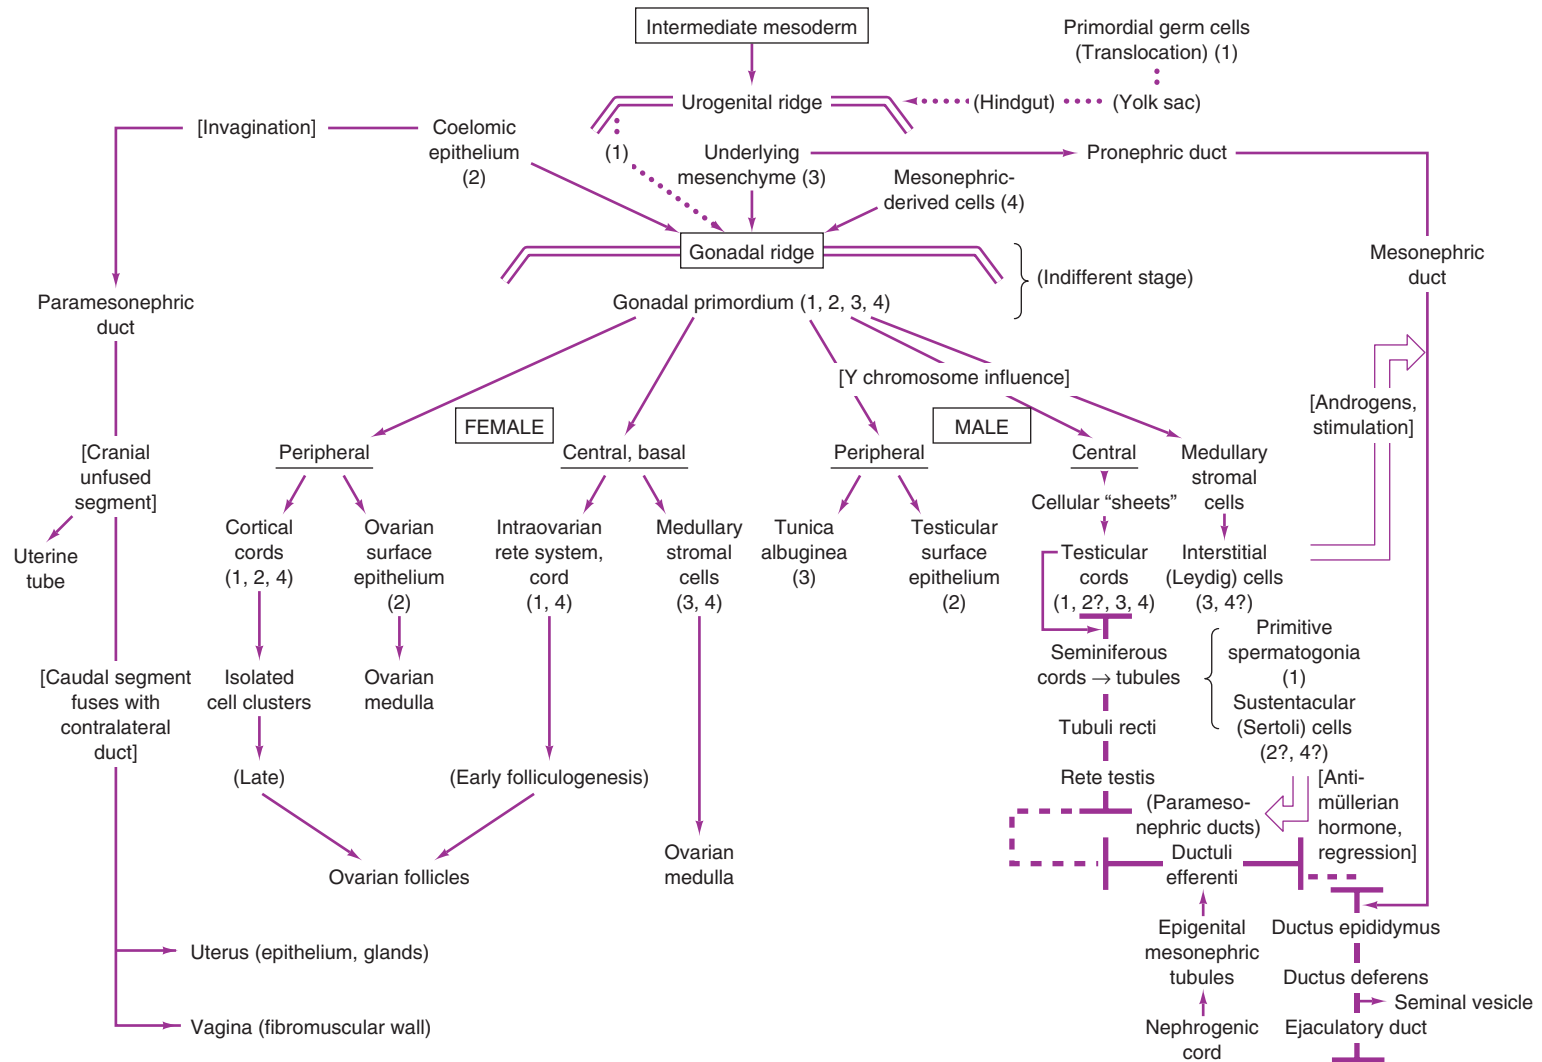 Intermediate mesoderm
Primordial germ cells
(Translocation) (1)
Urogenital ridge
(Hindgut)
(Yolk sac)
[Invagination]
Coelomic
epithelium
(2)
(1)
Underlying
mesenchyme (3)
Pronephric duct
Mesonephric-
derived cells (4)
Gonadal ridge
(Indifferent stage)
Mesonephric
duct
Paramesonephric
duct
Gonadal primordium (1, 2, 3, 4)
[Y chromosome influence]
[Androgens,
stimulation]
FEMALE
MALE
[Cranial
unfused
segment]
Peripheral
Central, basal
Peripheral
Central
Medullary
stromal
cells
Cellular “sheets”
Uterine
tube
Cortical
cords
(1, 2, 4)
Ovarian
surface
epithelium
(2)
Intraovarian
rete system,
cord
(1, 4)
Medullary
stromal
cells
(3, 4)
Tunica
albuginea
(3)
Testicular
surface
epithelium
(2)
Testicular
cords
(1, 2?, 3, 4)
Interstitial
(Leydig) cells
(3, 4?)
Primitive
spermatogonia
(1)
Sustentacular
(Sertoli) cells
(2?, 4?)
Seminiferous
cords → tubules
[Caudal segment
fuses with
contralateral
duct]
Isolated
cell clusters
Ovarian
medulla
Tubuli recti
(Late)
(Early folliculogenesis)
Rete testis
(Parameso-
nephric ducts)
[Anti-
müllerian
hormone,
regression]
Ovarian follicles
Ovarian
medulla
Ductuli
efferenti
Epigenital
mesonephric
tubules
Ductus epididymus
Uterus (epithelium, glands)
Ductus deferens
Seminal vesicle
Vagina (fibromuscular wall)
Nephrogenic
cord
Ejaculatory duct